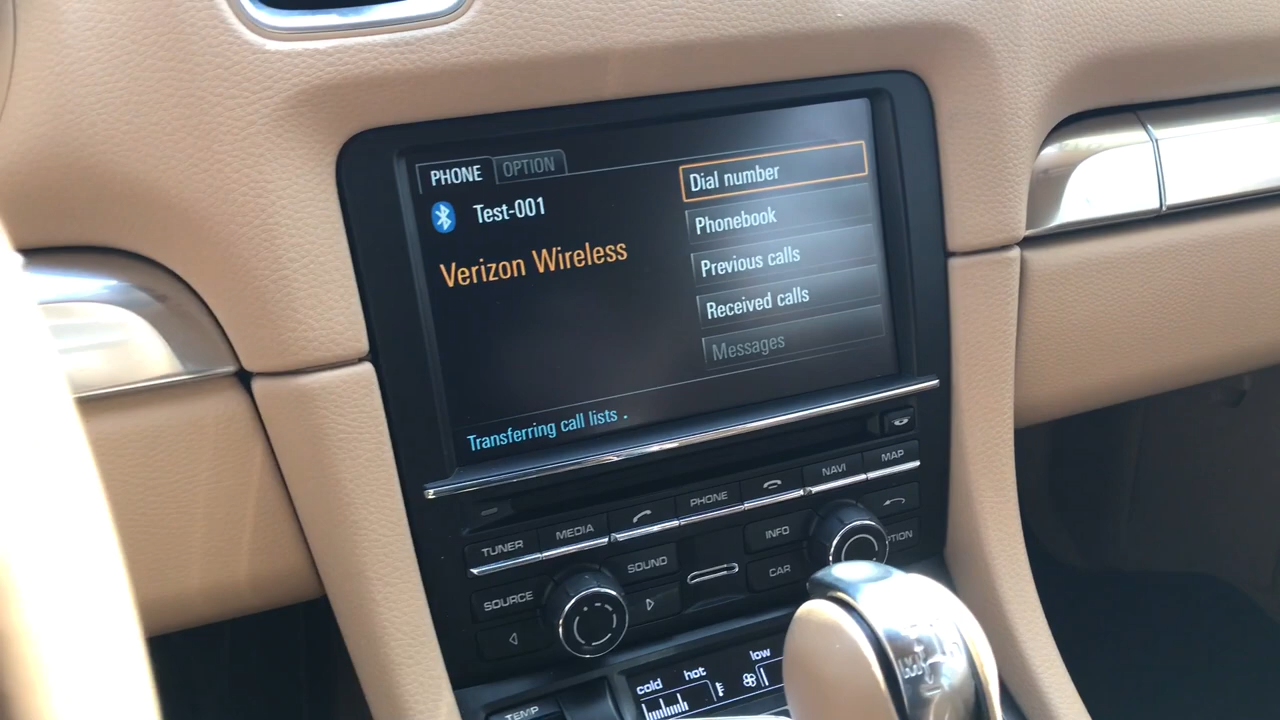 PHONE OPTION
Test-001
Verizon Wireless
Dial number
Phonebook
Previous calls
Received calls
Messages
Transferring call lists .
TUNER MEDIA PHONE NAVI MAP
SOURCE SOUND INFO
CAR
cold hot low
TEMP